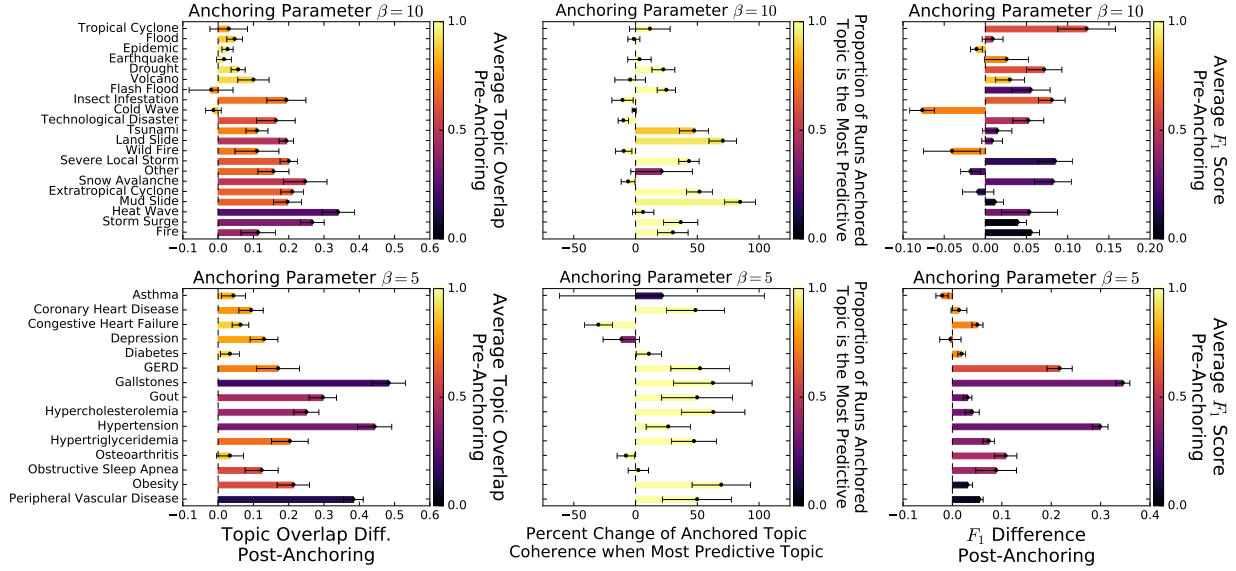 Anchoring Parameter β = 10
Anchoring Parameter β = 10
Anchoring Parameter β = 10
Tropical Cyclone
Flood
Epidemic
Earthquake
Drought
Volcano
Flash Flood
Insect Infestation
Cold Wave
Technological Disaster
Tsunami
Land Slide
Wild Fire
Severe Local Storm
Other
Snow Avalanche
Extratropical Cyclone
Mud Slide
Heat Wave
Storm Surge
Fire
−0.1 0.0 0.1 0.2 0.3 0.4 0.5 0.6
1.0
0.5
0.0
Average Topic Overlap
Pre-Anchoring
−50 0 50 100
1.0
0.5
0.0
Proportion of Runs Anchored
Topic is the Most Predictive
−0.10 −0.05 0.00 0.05 0.10 0.15 0.20
1.0
0.5
0.0
Average F1 Score
Pre-Anchoring
Anchoring Parameter β = 5
Anchoring Parameter β = 5
Anchoring Parameter β = 5
Asthma
Coronary Heart Disease
Congestive Heart Failure
Depression
Diabetes
GERD
Gallstones
Gout
Hypercholesterolemia
Hypertension
Hypertriglyceridemia
Osteoarthritis
Obstructive Sleep Apnea
Obesity
Peripheral Vascular Disease
−0.1 0.0 0.1 0.2 0.3 0.4 0.5 0.6
Topic Overlap Diff.
Post-Anchoring
1.0
0.5
0.0
Average Topic Overlap
Pre-Anchoring
−50 0 50 100
Percent Change of Anchored Topic
Coherence when Most Predictive Topic
1.0
0.5
0.0
Proportion of Runs Anchored
Topic is the Most Predictive
−0.1 0.0 0.1 0.2 0.3 0.4
F1 Difference
Post-Anchoring
1.0
0.5
0.0
Average F1 Score
Pre-Anchoring